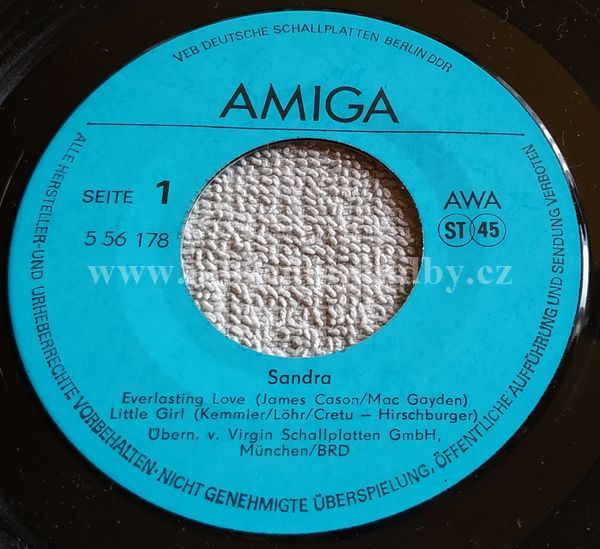 VEB DEUTSCHE SCHALLPLATTEN BERLIN DDR
AMIGA
SEITE 1
5 56 178
AWA
ST 45
Sandra
Everlasting Love (James Cason/Mac Gayden)
Little Girl (Kemmler/Löhr/Cretu – Hirschburger)
Übern. v. Virgin Schallplatten GmbH,
München/BRD
ALLE HERSTELLER- UND URHEBERRECHTE VORBEHALTEN · NICHT GENEHMIGTE ÜBERSPIELUNG, ÖFFENTLICHE AUFFÜHRUNG UND SENDUNG VERBOTEN